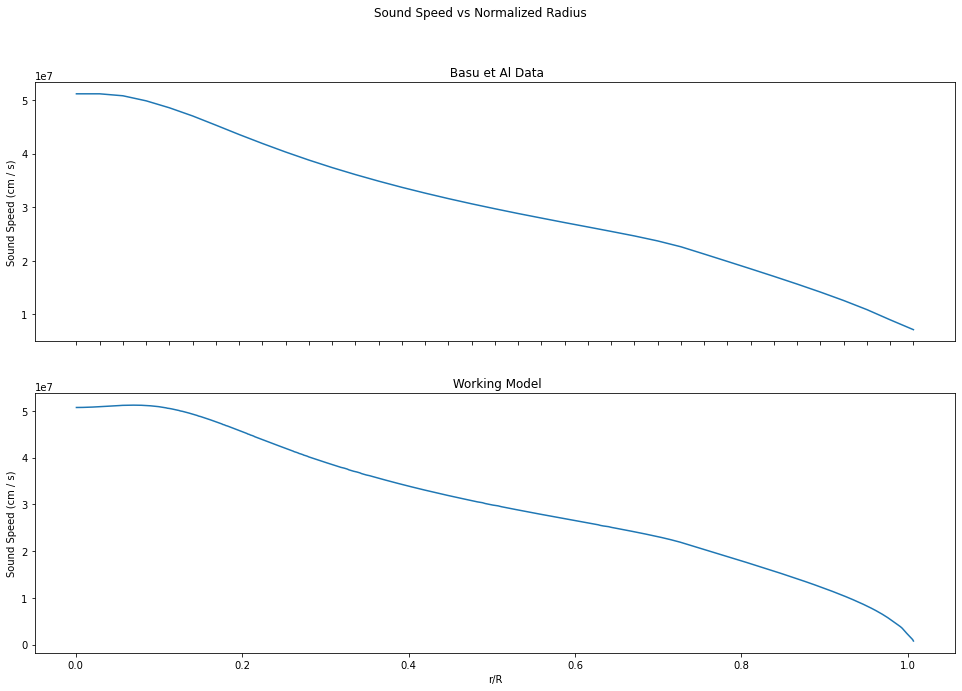 Sound Speed vs Normalized Radius
Basu et Al Data
1e7
5
4
3
2
1
Sound Speed (cm / s)
Working Model
1e7
5
4
3
2
1
0
Sound Speed (cm / s)
0.0 0.2 0.4 0.6 0.8 1.0
r/R